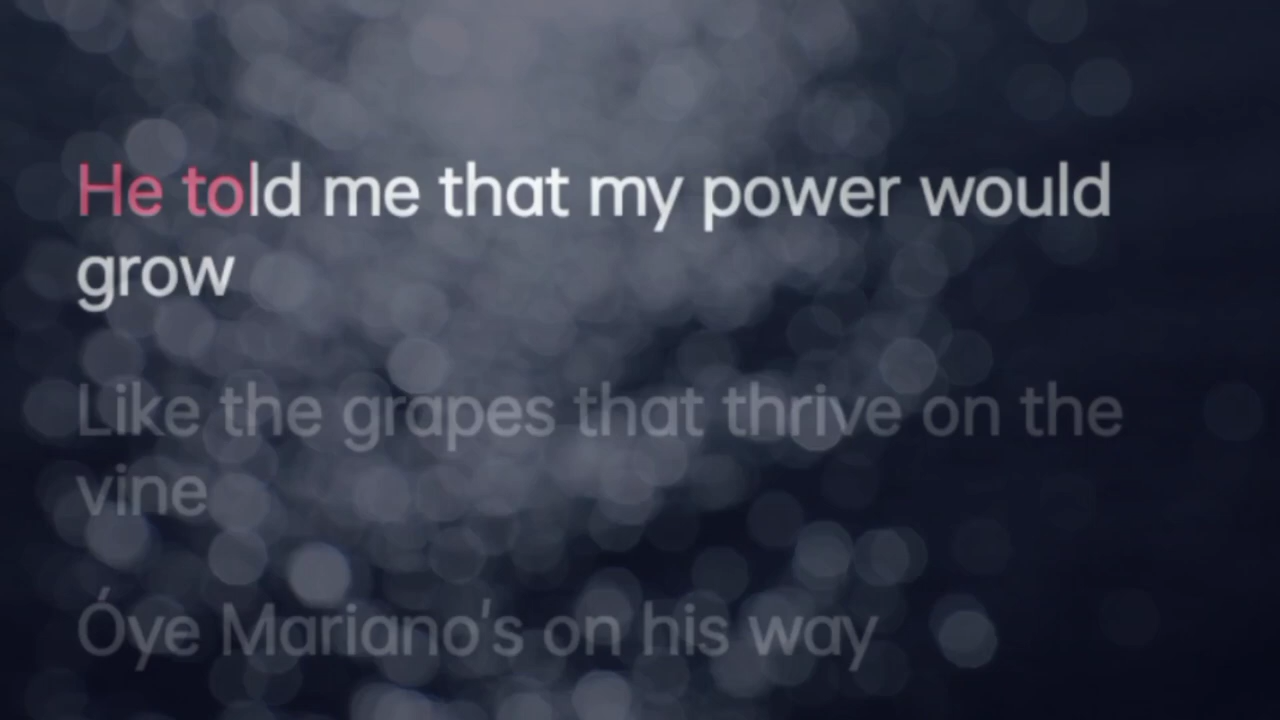 He told me that my power would
grow
Like the grapes that thrive on the
vine
Óye Mariano's on his way